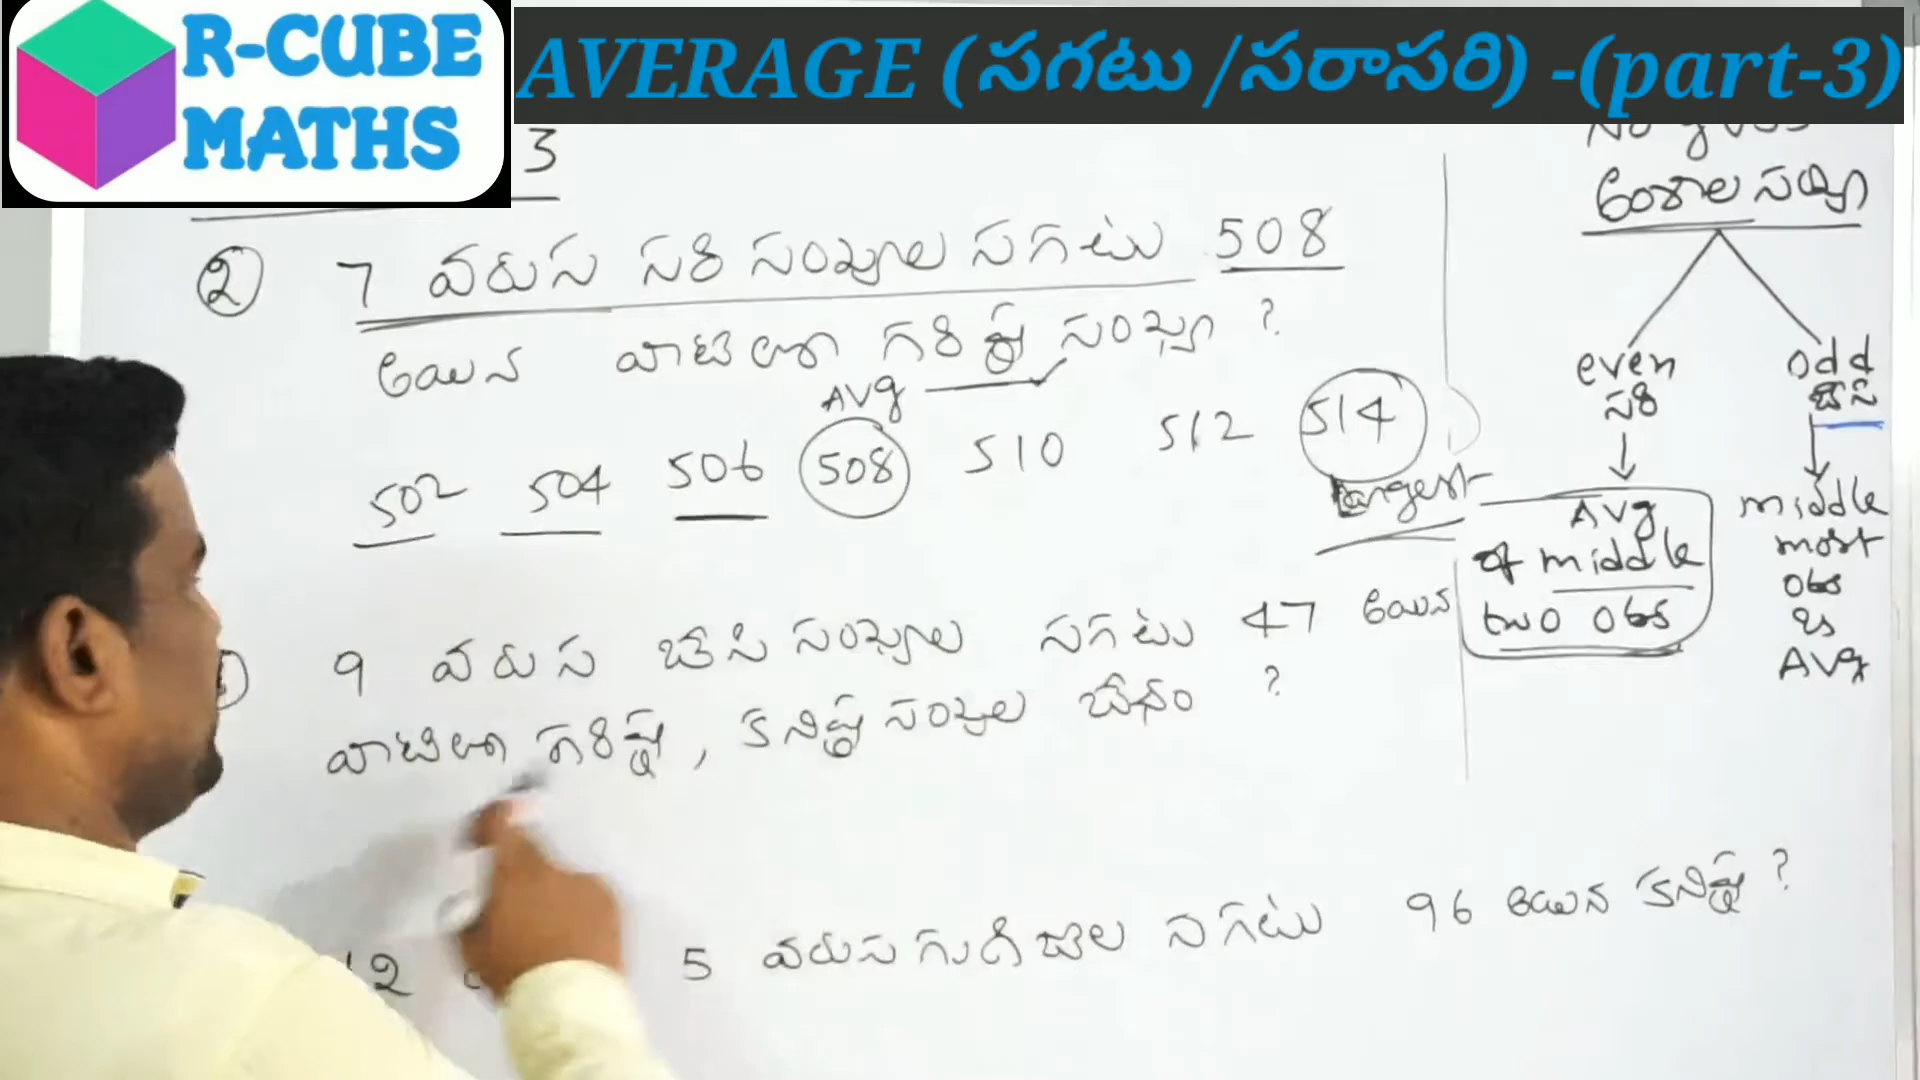 R-CUBE
MATHS
AVERAGE (సగటు /సరాసరి) -(part-3)
3
అంశాల సంఖ్య
② 7 వరుస సరి సంఖ్యల సగటు 508
అయిన వాటిలో గరిష్ఠ సంఖ్య ?
AVg
502 504 506 508 510 512 514
Largest
9 వరుస బేసి సంఖ్యల సగటు 47 అయిన
వాటిలో గరిష్ఠ, కనిష్ఠ సంఖ్యల బేధం ?
12
5 వరుస గుణిజాల సగటు 96 అయిన కనిష్ఠ ?
even
సరి
AVg
of middle
two obs
odd
బేసి
middle
most
obs
is
AVg